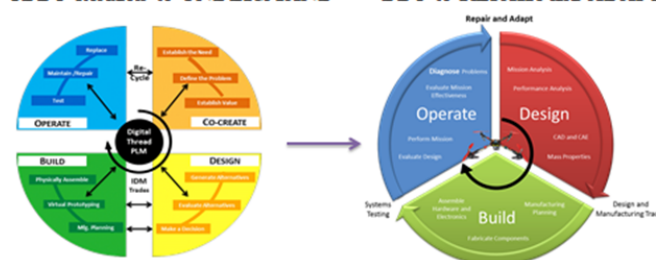 Repair and Adapt
Replace
Maintain /Repair
Test
OPERATE
Re-
Cycle
Establish the Need
Define the Problem
Establish Value
CO-CREATE
Digital
Thread
PLM
BUILD
Physically Assemble
Virtual Prototyping
Mfg. Planning
IDM
Trades
DESIGN
Generate Alternatives
Evaluate Alternatives
Make a Decision
Diagnose Problems
Evaluate Mission
Effectiveness
Operate
Perform Mission
Evaluate Design
Mission Analysis
Performance Analysis
Design
CAD and CAE
Mass Properties
Systems
Testing
Assemble
Hardware and
Electronics
Build
Manufacturing
Planning
Fabricate Components
Design and
Manufacturing